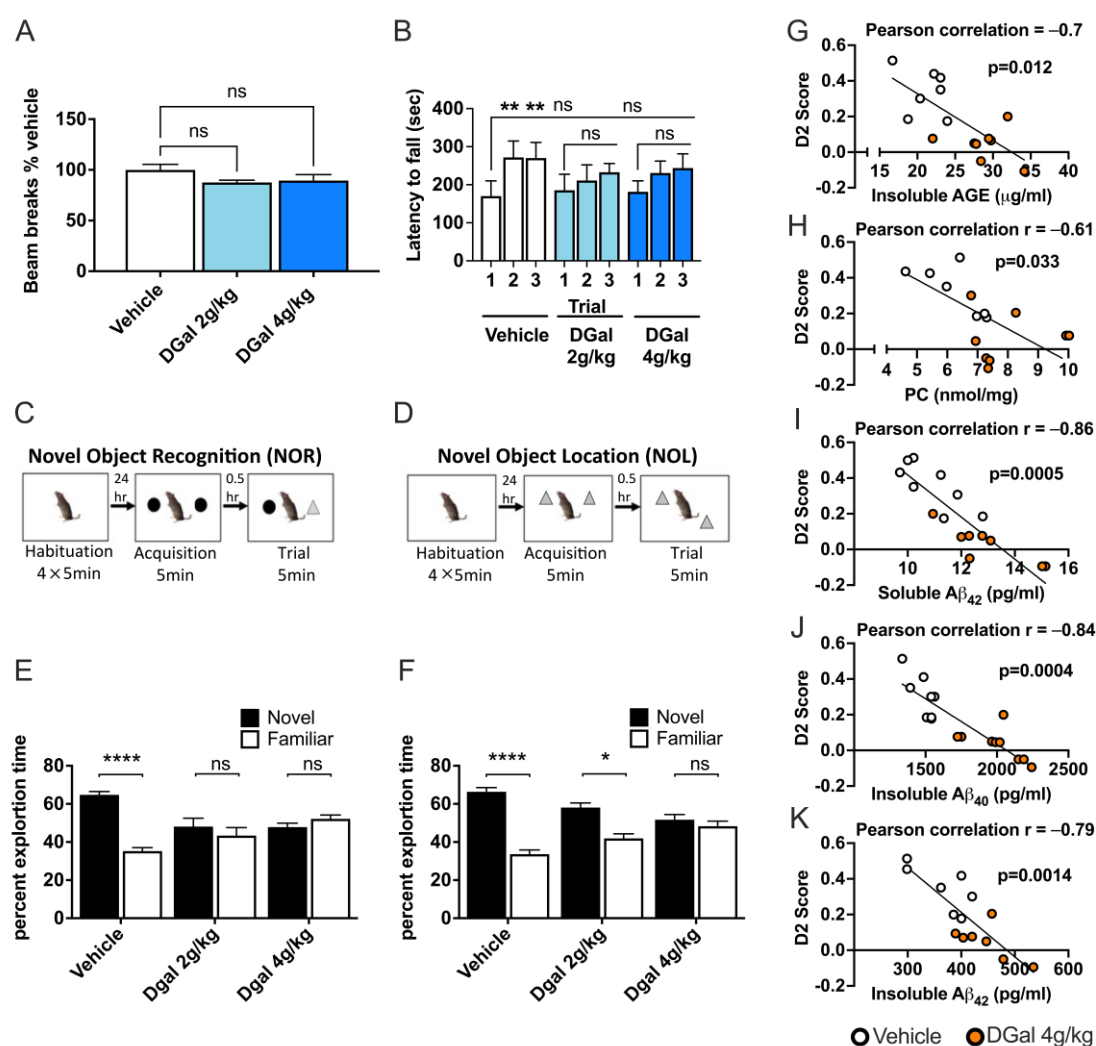 A
ns
ns
Beam breaks % vehicle
150
100
50
0
Vehicle
DGal 2g/kg
DGal 4g/kg
B
Latency to fall (sec)
400
300
200
100
0
** **
ns
ns
ns
1 2 3 1 2 3 1 2 3
Trial
Vehicle
DGal
2g/kg
DGal
4g/kg
C
Novel Object Recognition (NOR)
24
hr
0.5
hr
Habituation
4×5min
Acquisition
5min
Trial
5min
D
Novel Object Location (NOL)
24
hr
0.5
hr
Habituation
4×5min
Acquisition
5min
Trial
5min
E
Novel
Familiar
percent explortion time
80
60
40
20
0
****
ns
ns
Vehicle
Dgal 2g/kg
Dgal 4g/kg
F
Novel
Familiar
percent explortion time
80
60
40
20
0
****
*
ns
Vehicle
Dgal 2g/kg
Dgal 4g/kg
G
Pearson correlation = −0.7
p=0.012
D2 Score
0.6
0.4
0.2
0.0
-0.2
15 20 25 30 35 40
Insoluble AGE (μg/ml)
H
Pearson correlation r = −0.61
p=0.033
D2 Score
0.6
0.4
0.2
0.0
-0.2
4 5 6 7 8 9 10
PC (nmol/mg)
I
Pearson correlation r = −0.86
p=0.0005
D2 Score
0.6
0.4
0.2
0.0
-0.2
10 12 14 16
Soluble Aβ42 (pg/ml)
J
Pearson correlation r = −0.84
p=0.0004
D2 Score
0.6
0.4
0.2
0.0
-0.2
1500 2000 2500
Insoluble Aβ40 (pg/ml)
K
Pearson correlation r = −0.79
p=0.0014
D2 Score
0.6
0.4
0.2
0.0
-0.2
300 400 500 600
Insoluble Aβ42 (pg/ml)
Vehicle
DGal 4g/kg